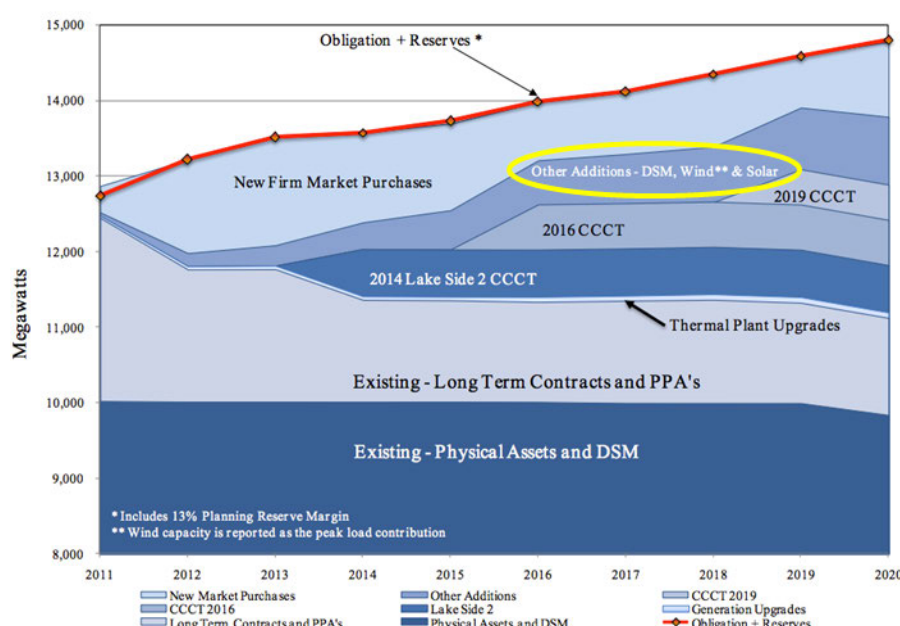 15,000
14,000
13,000
12,000
11,000
10,000
9,000
8,000
Megawatts
Obligation + Reserves *
New Firm Market Purchases
Other Additions - DSM, Wind** & Solar
2019 CCCT
2016 CCCT
2014 Lake Side 2 CCCT
Thermal Plant Upgrades
Existing - Long Term Contracts and PPA's
Existing - Physical Assets and DSM
* Includes 13% Planning Reserve Margin
** Wind capacity is reported as the peak load contribution
2011 2012 2013 2014 2015 2016 2017 2018 2019 2020
New Market Purchases Other Additions CCCT 2019
CCCT 2016 Lake Side 2 Generation Upgrades
Long Term Contracts and PPA's Physical Assets and DSM Obligation + Reserves